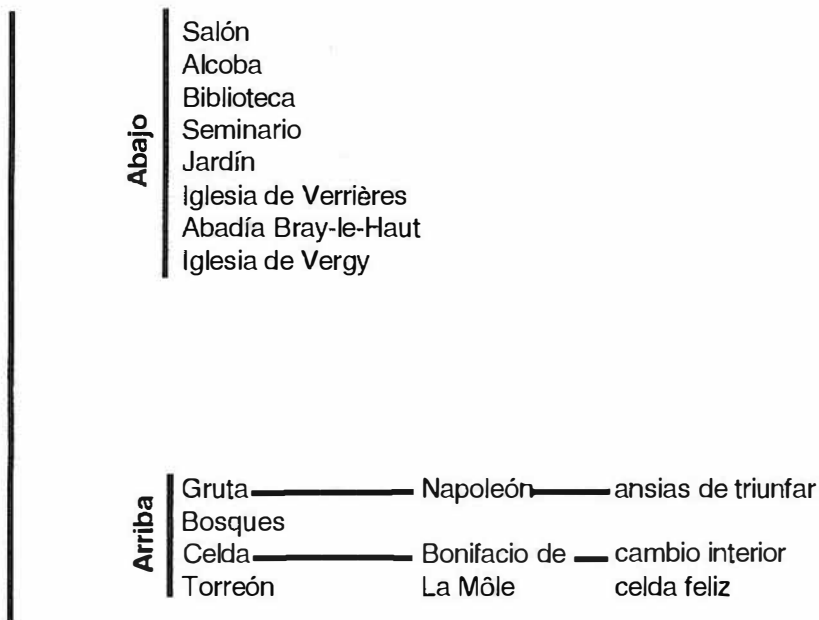 Abajo
Salón
Alcoba
Biblioteca
Seminario
Jardín
Iglesia de Verrières
Abadía Bray-le-Haut
Iglesia de Vergy
Arriba
Gruta Napoleón ansias de triunfar
Bosques
Celda Bonifacio de cambio interior
Torreón La Môle celda feliz